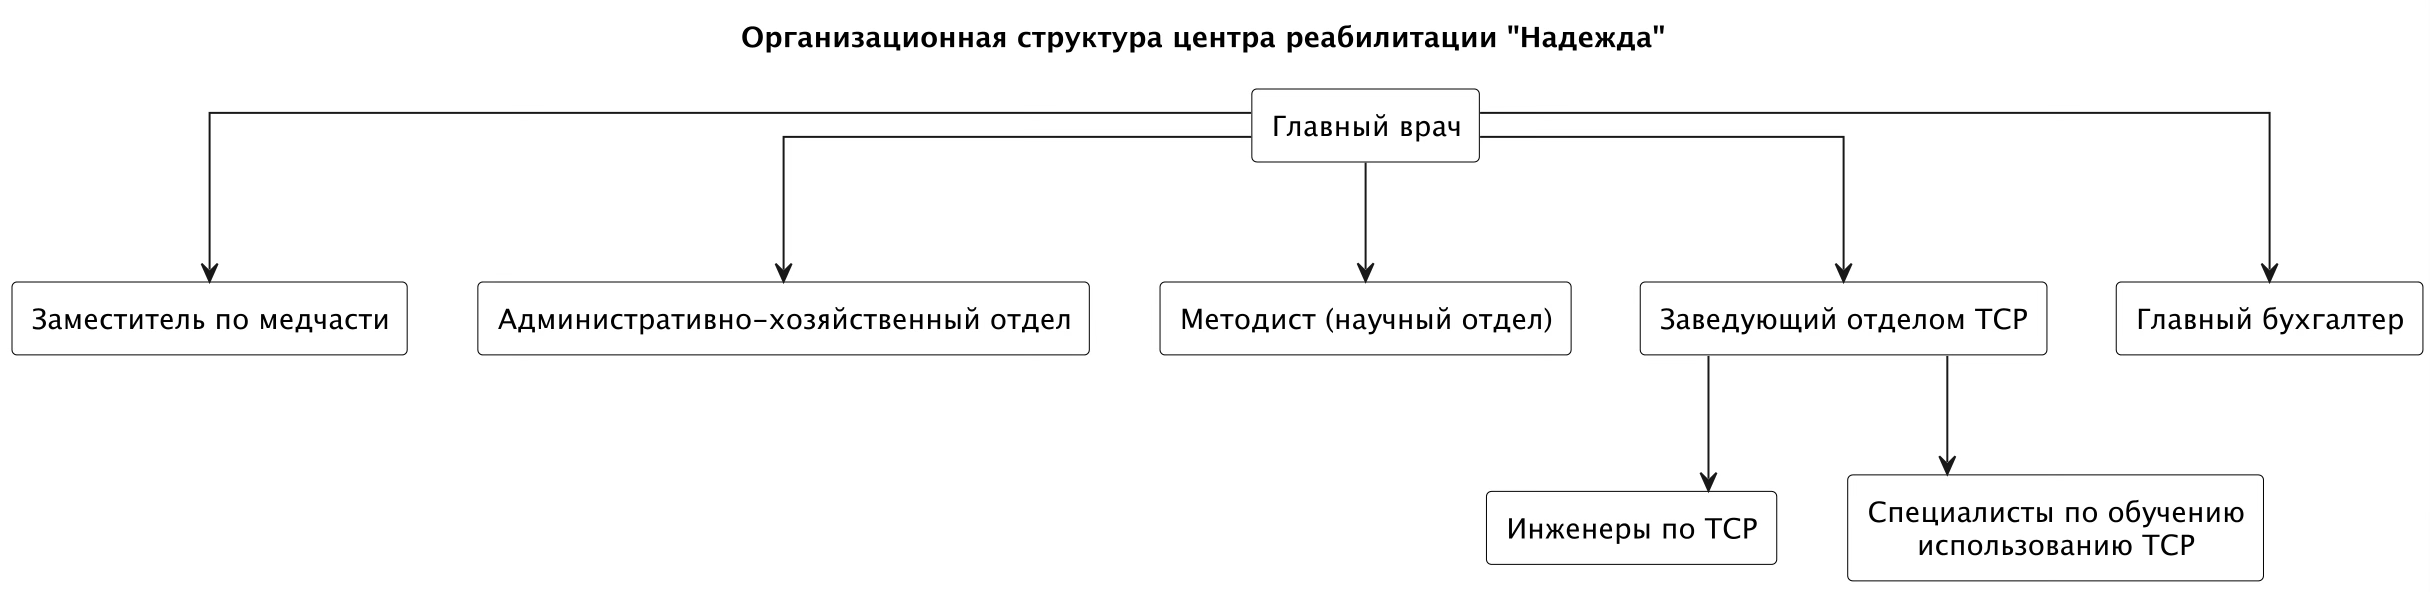 Организационная структура центра реабилитации "Надежда"
Главный врач
Заместитель по медчасти
Административно-хозяйственный отдел
Методист (научный отдел)
Заведующий отделом ТСР
Главный бухгалтер
Инженеры по ТСР
Специалисты по обучению
использованию ТСР